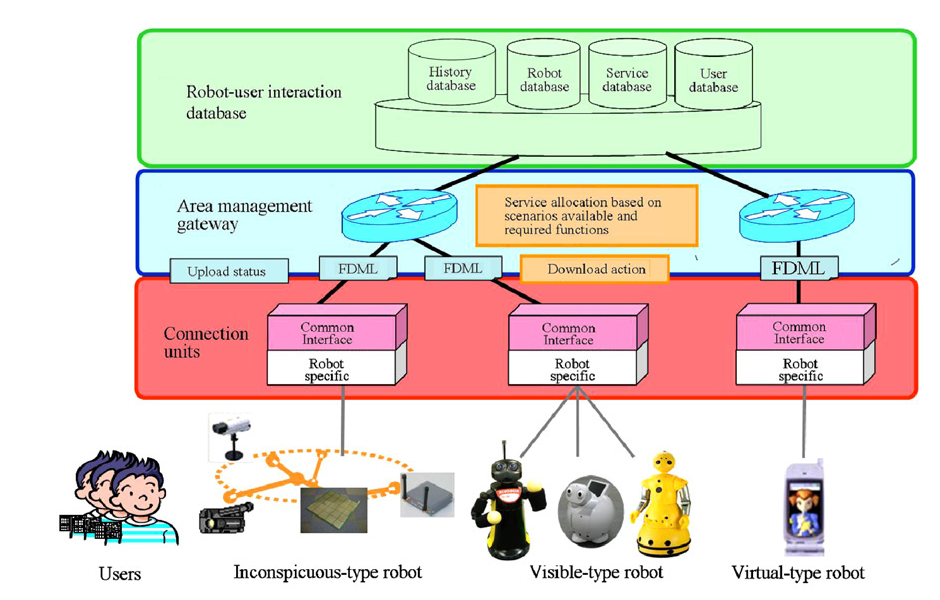 History
database
Robot
database
Service
database
User
database
Robot-user interaction
database
Area management
gateway
Service allocation based on
scenarios available and
required functions
Upload status
FDML
FDML
Download action
FDML
Connection
units
Common
Interface
Robot
specific
Common
Interface
Robot
specific
Common
Interface
Robot
specific
Users
Inconspicuous-type robot
Visible-type robot
Virtual-type robot